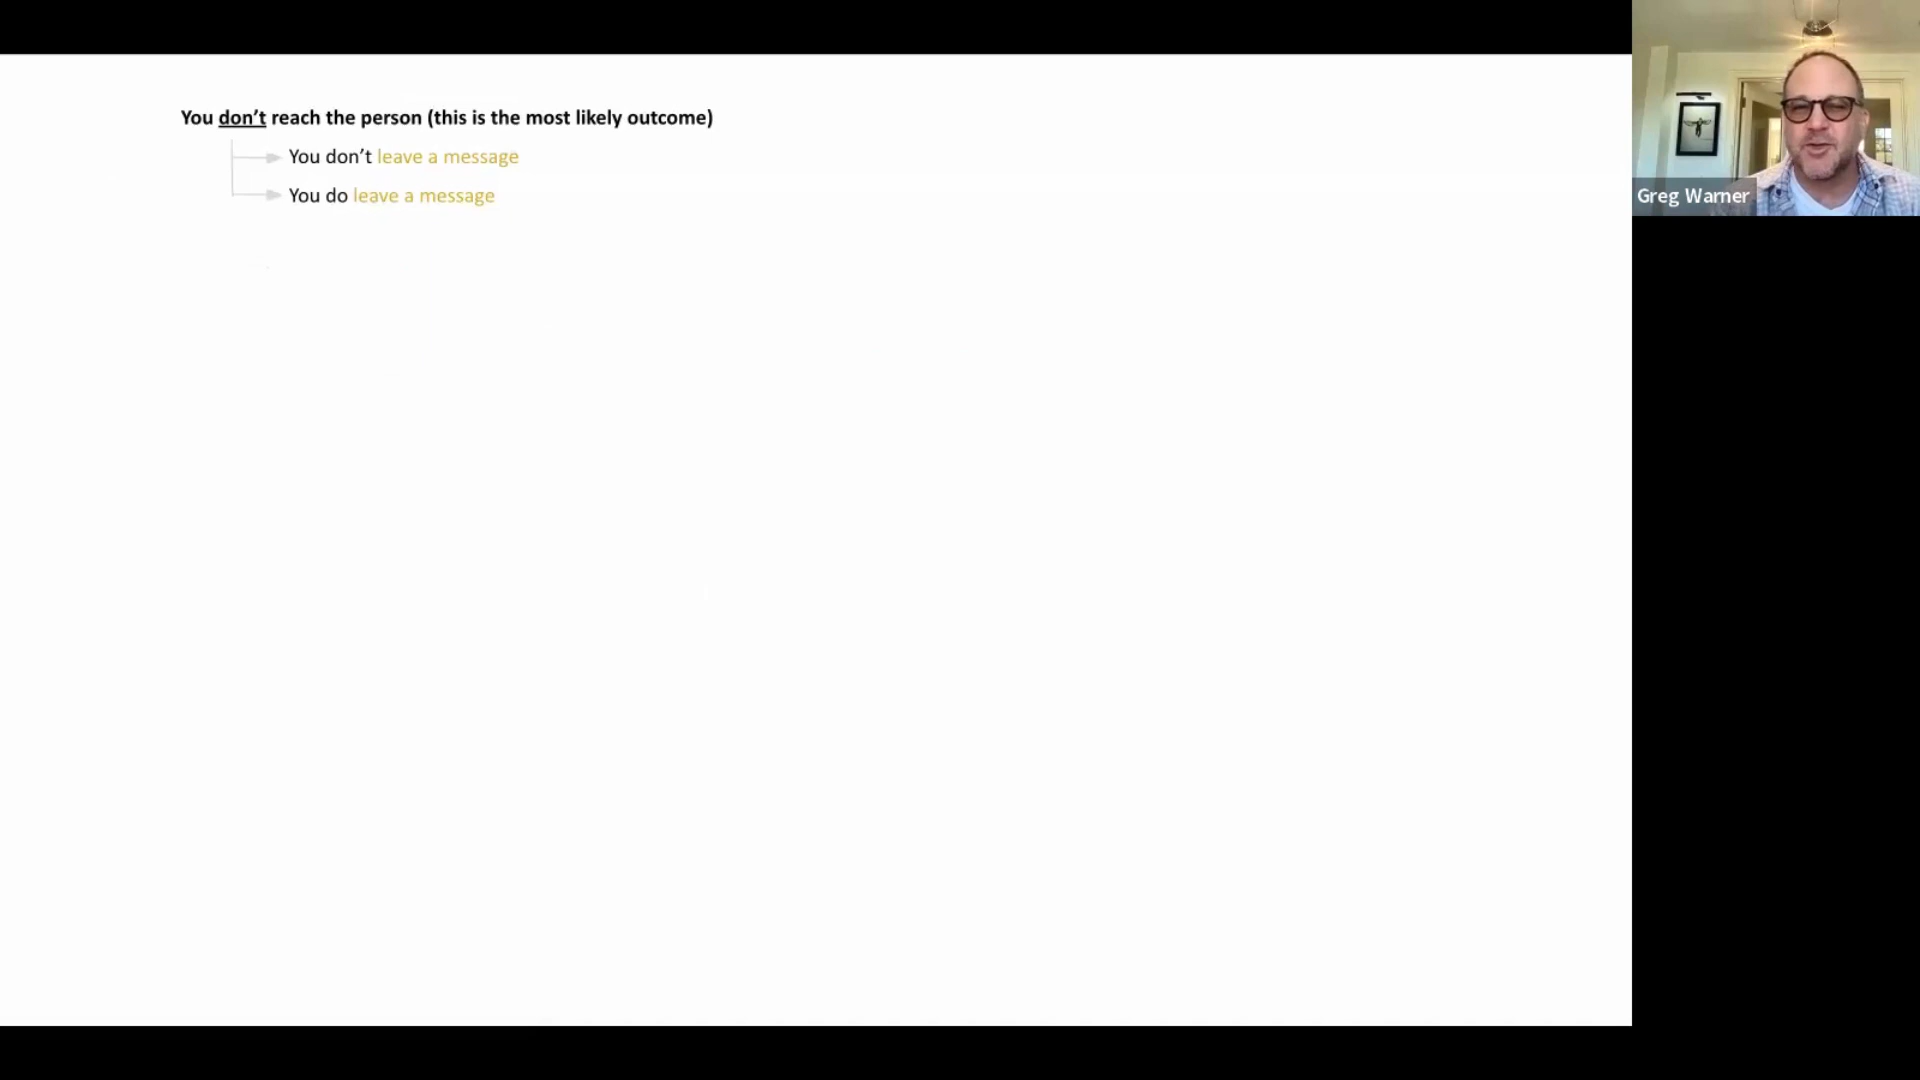 You don’t reach the person (this is the most likely outcome)
You don’t leave a message
You do leave a message
Greg Warner